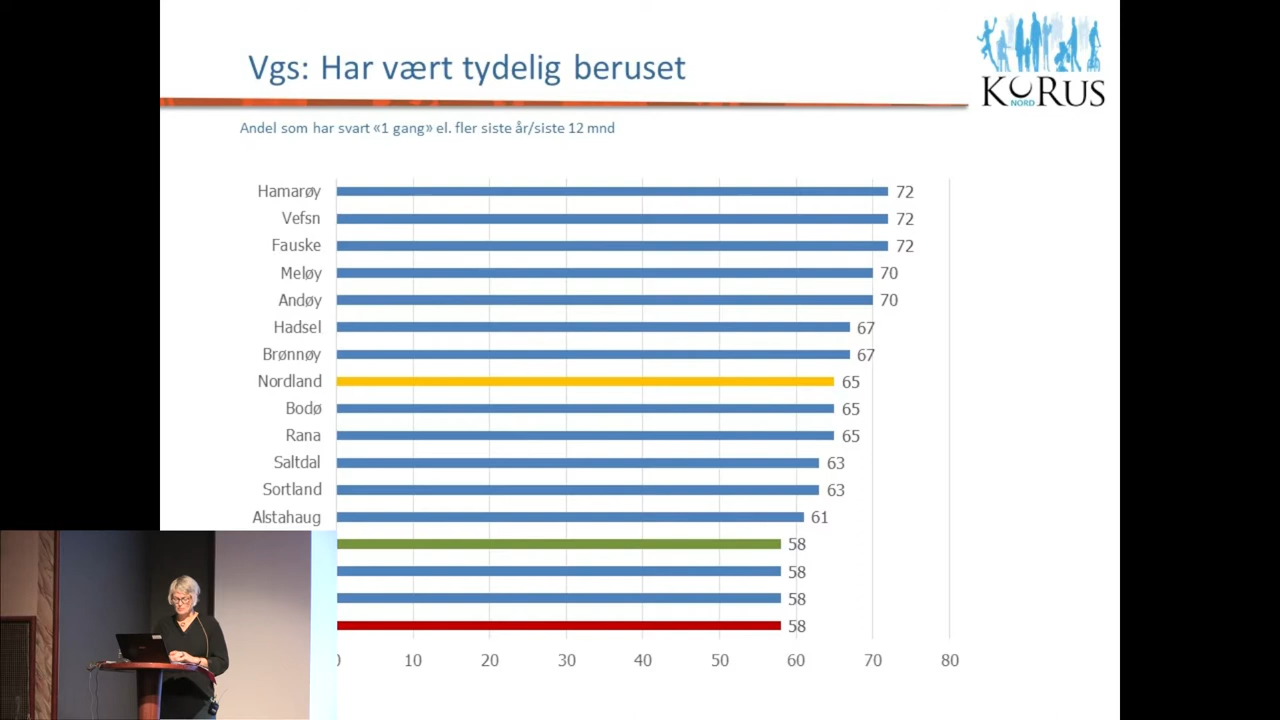 Vgs: Har vært tydelig beruset
KoRUS
NORD
Andel som har svart «1 gang» el. fler siste år/siste 12 mnd
Hamarøy 72
Vefsn 72
Fauske 72
Meløy 70
Andøy 70
Hadsel 67
Brønnøy 67
Nordland 65
Bodø 65
Rana 65
Saltdal 63
Sortland 63
Alstahaug 61
58
58
58
58
10 20 30 40 50 60 70 80